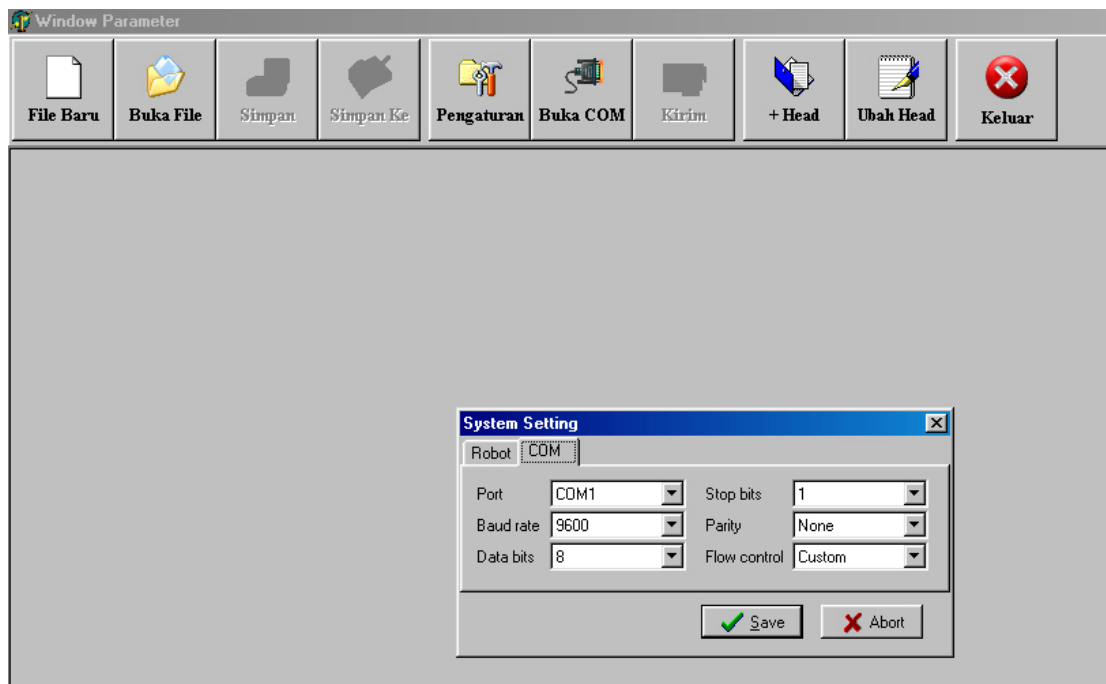 Window Parameter
File Baru Buka File Simpan Simpan Ke Pengaturan Buka COM Kirim + Head Ubah Head Keluar
System Setting
Robot COM
Port COM1 Stop bits 1
Baud rate 9600 Parity None
Data bits 8 Flow control Custom
Save Abort